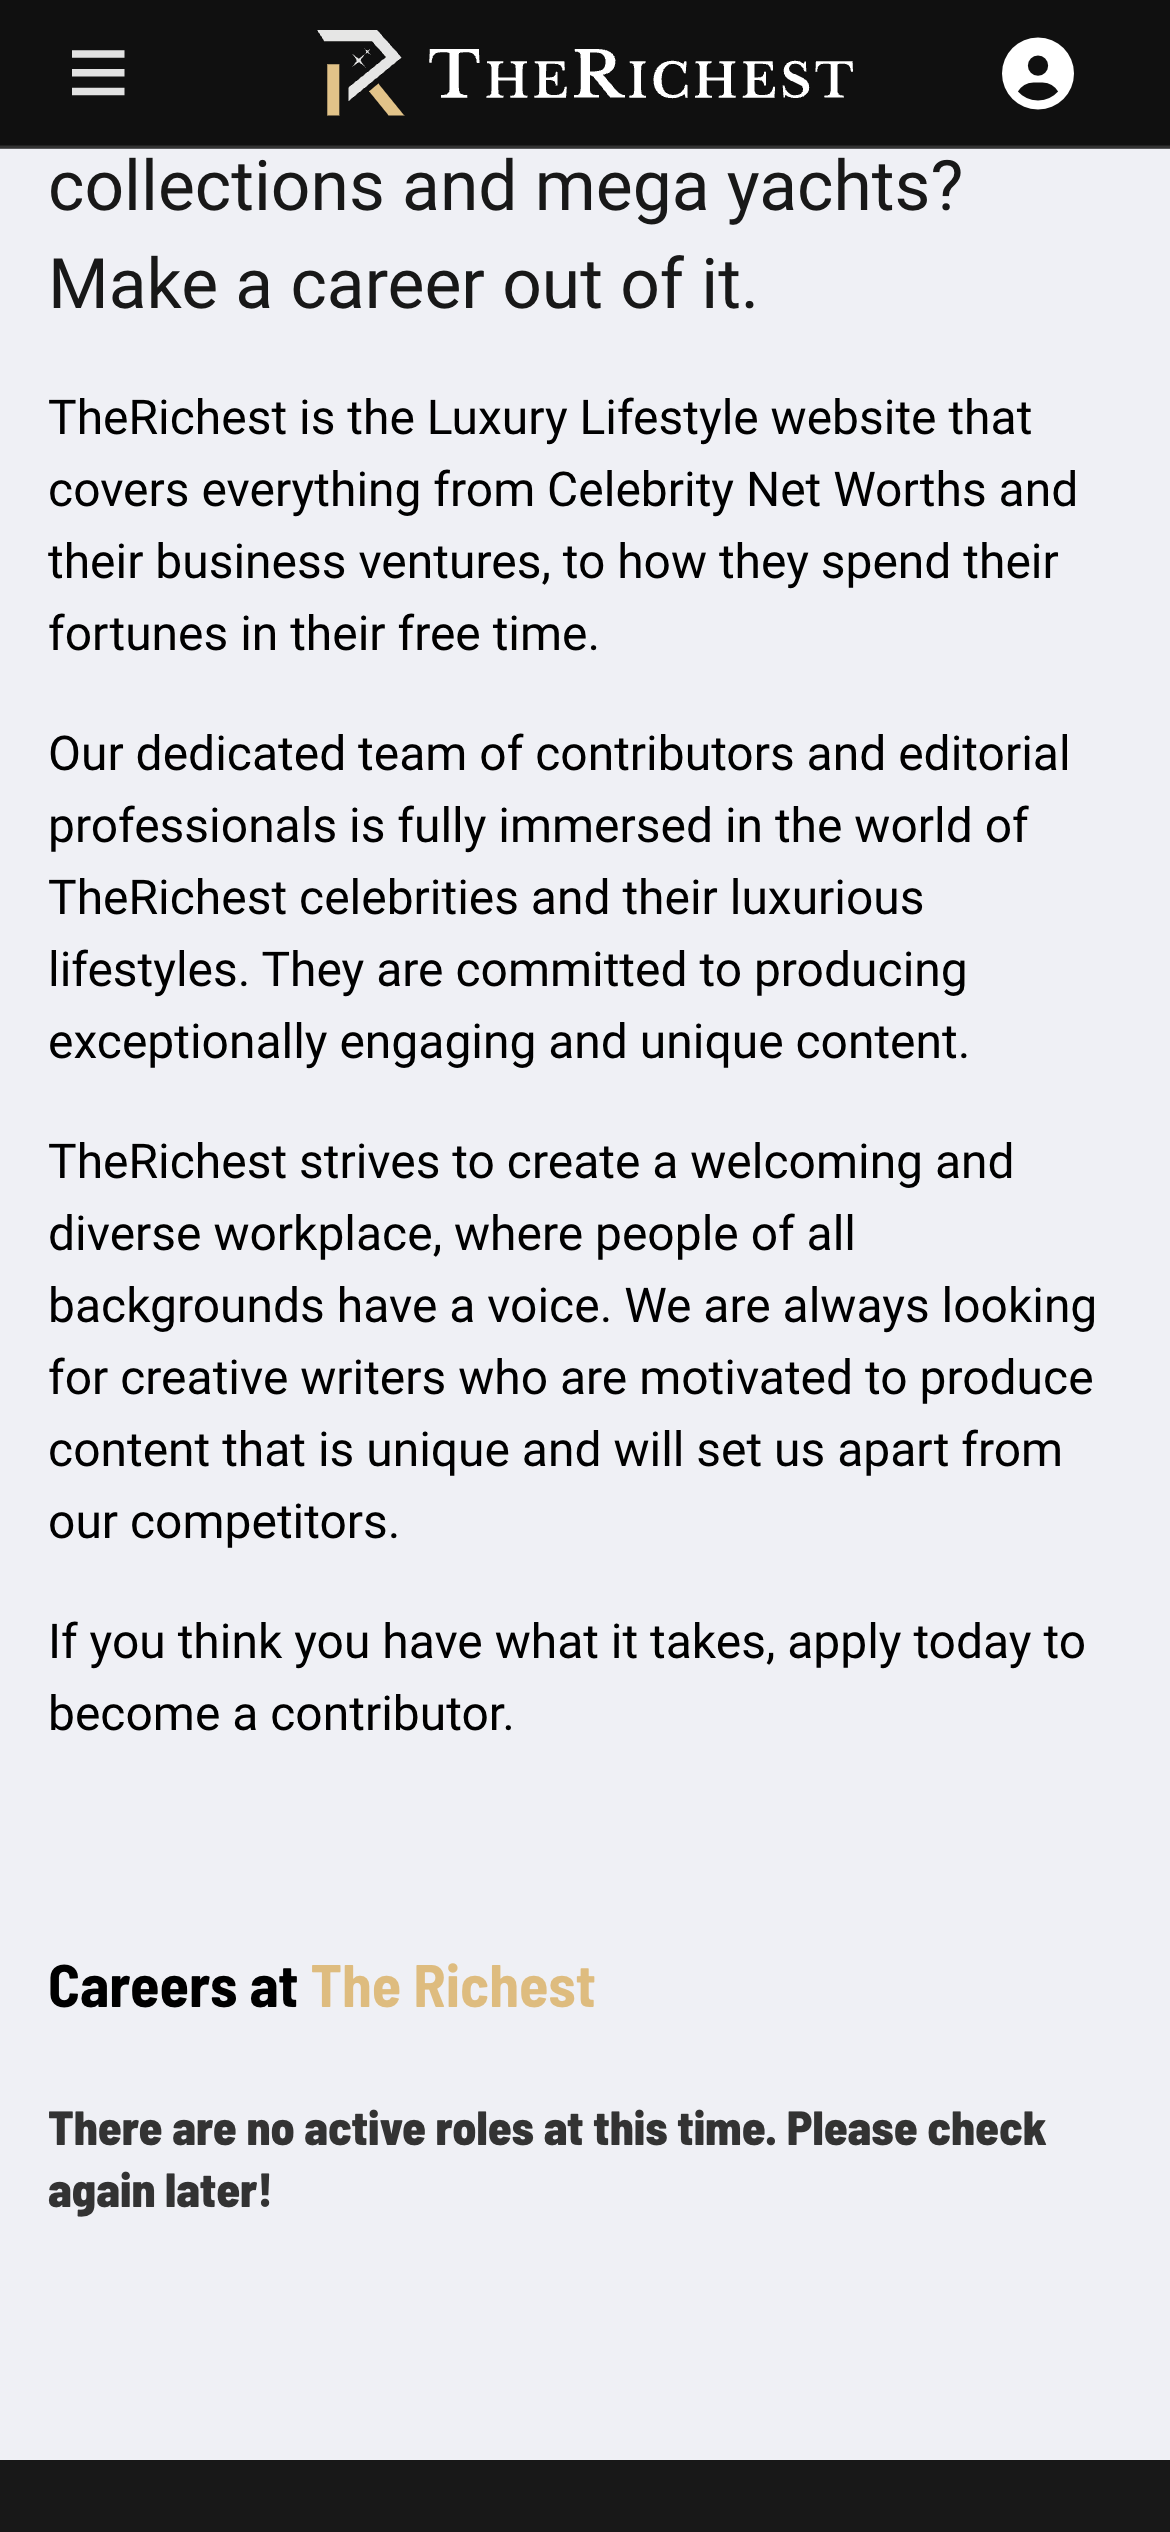 THERICHEST
collections and mega yachts?
Make a career out of it.
TheRichest is the Luxury Lifestyle website that
covers everything from Celebrity Net Worths and
their business ventures, to how they spend their
fortunes in their free time.
Our dedicated team of contributors and editorial
professionals is fully immersed in the world of
TheRichest celebrities and their luxurious
lifestyles. They are committed to producing
exceptionally engaging and unique content.
TheRichest strives to create a welcoming and
diverse workplace, where people of all
backgrounds have a voice. We are always looking
for creative writers who are motivated to produce
content that is unique and will set us apart from
our competitors.
If you think you have what it takes, apply today to
become a contributor.
Careers at The Richest
There are no active roles at this time. Please check
again later!